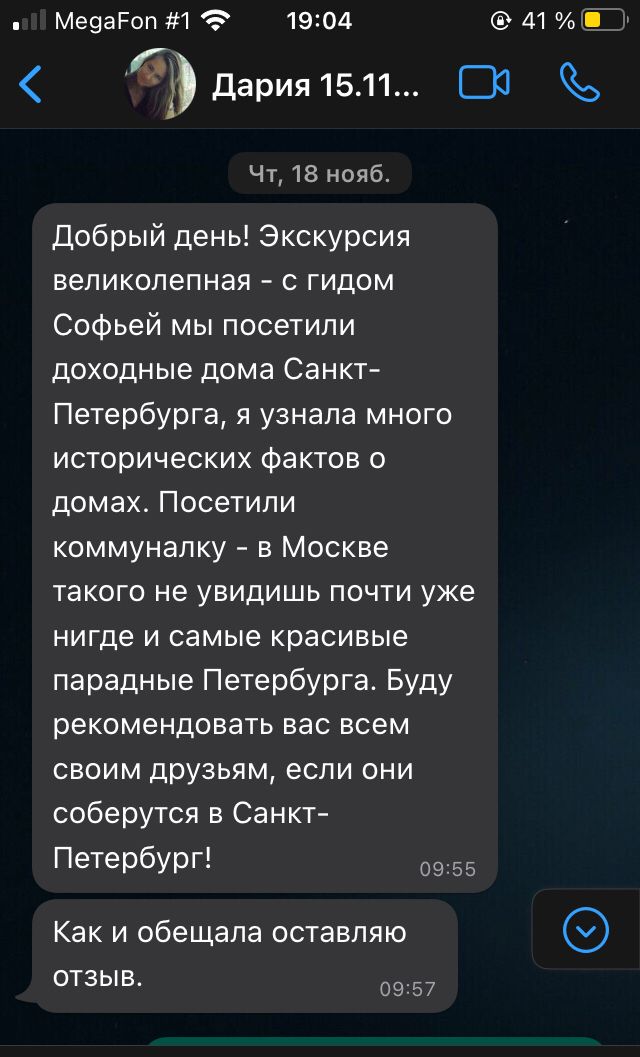 MegaFon #1 19:04 41 %
Дария 15.11...
Чт, 18 нояб.
Добрый день! Экскурсия
великолепная - с гидом
Софьей мы посетили
доходные дома Санкт-
Петербурга, я узнала много
исторических фактов о
домах. Посетили
коммуналку - в Москве
такого не увидишь почти уже
нигде и самые красивые
парадные Петербурга. Буду
рекомендовать вас всем
своим друзьям, если они
соберутся в Санкт-
Петербург!
09:55
Как и обещала оставляю
отзыв.
09:57